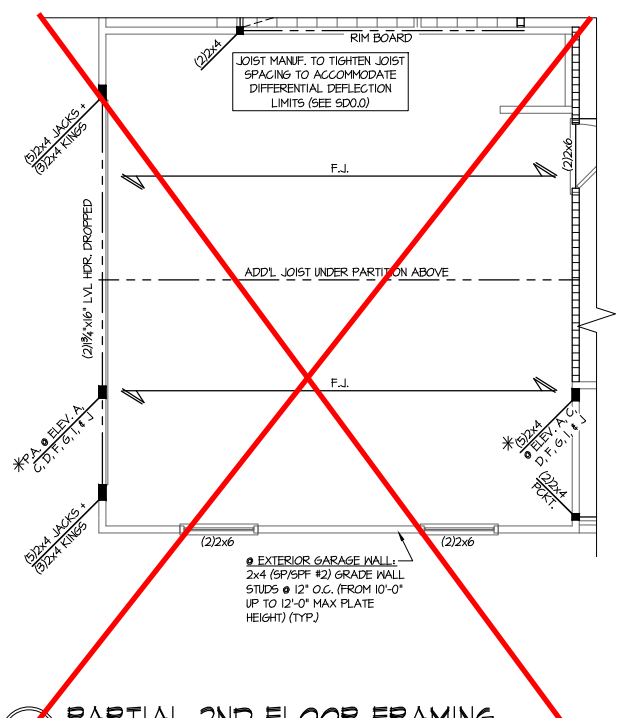 RIM BOARD
(2)2x4
JOIST MANUF. TO TIGHTEN JOIST
SPACING TO ACCOMMODATE
DIFFERENTIAL DEFLECTION
LIMITS (SEE SD0.0)
(5)2x4 JACKS +
(3)2x4 KINGS
(2)2x6
F.J.
(2)1¾"x16" LVL HDR. DROPPED
ADD'L JOIST UNDER PARTITION ABOVE
F.J.
*P.A. @ ELEV. A,
C, D, F, G, I, & J
*(5)2x4
@ ELEV. A, C,
D, F, G, I, & J
(2)2x4
PCKT.
(5)2x4 JACKS +
(3)2x4 KINGS
(2)2x6
(2)2x6
@ EXTERIOR GARAGE WALL:
2x4 (SP/SPF #2) GRADE WALL
STUDS @ 12" O.C. (FROM 10'-0"
UP TO 12'-0" MAX PLATE
HEIGHT) (TYP.)
PARTIAL 2ND FLOOR FRAMING